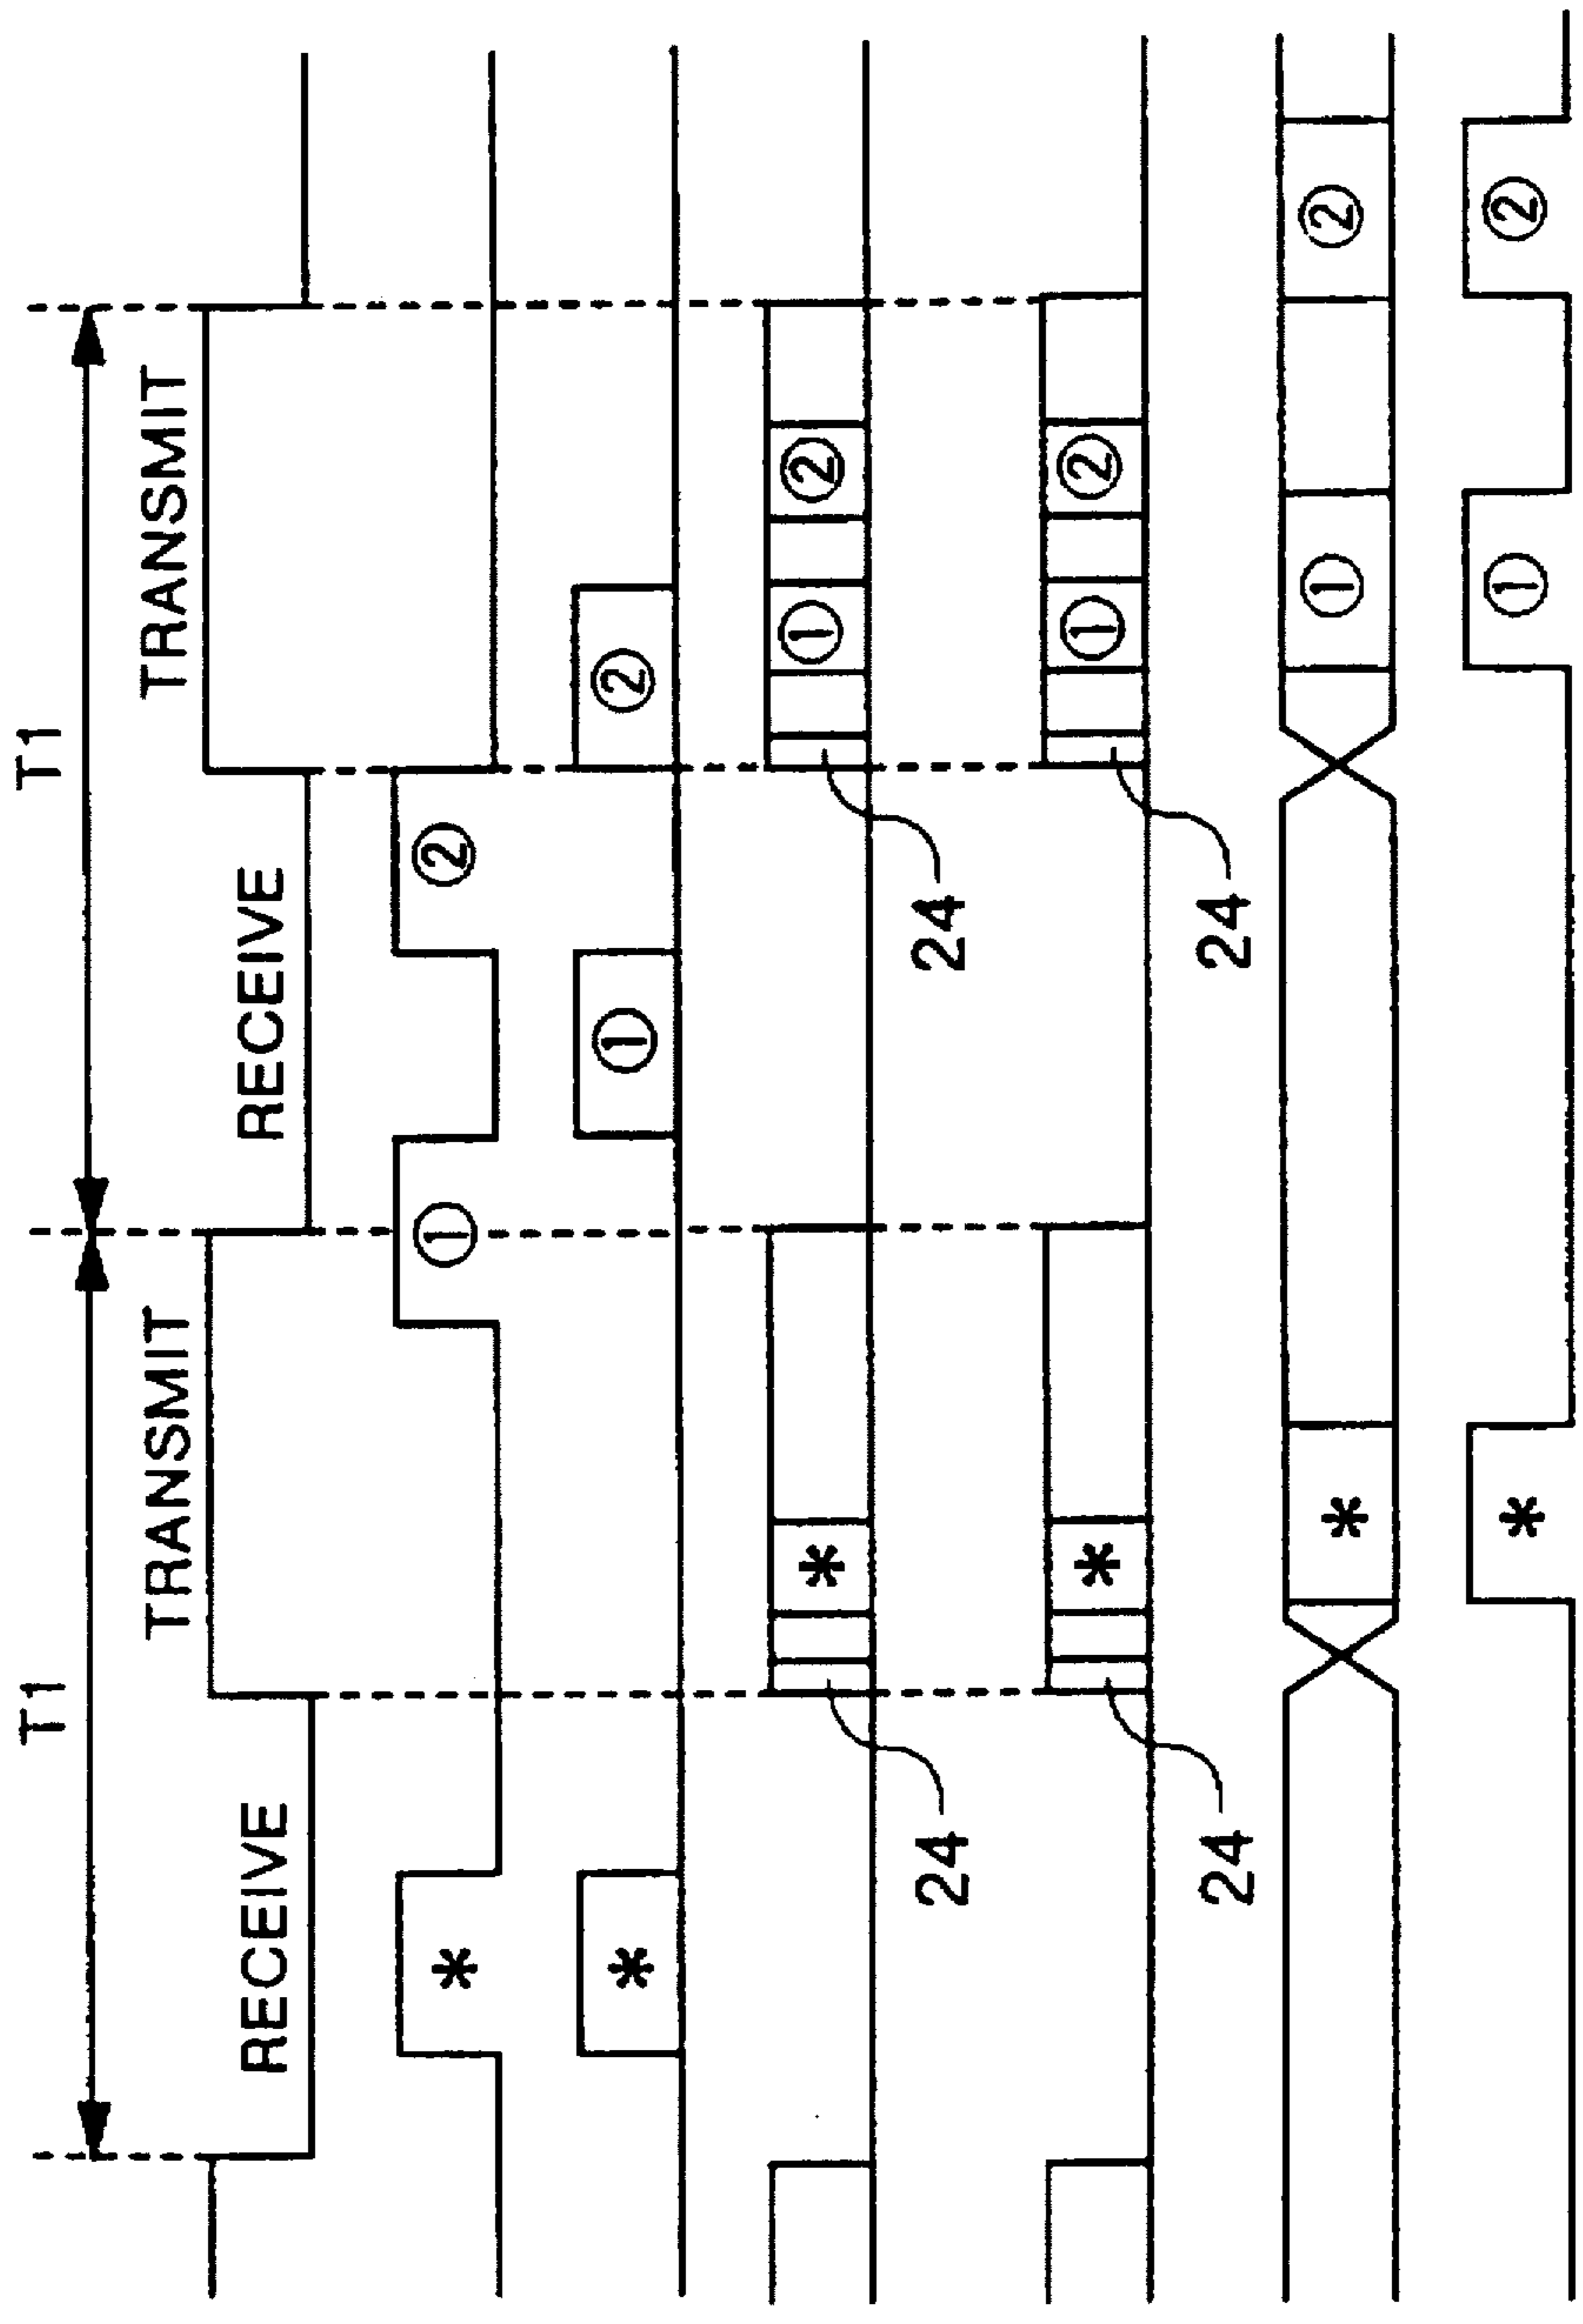 T1 T1
RECEIVE TRANSMIT RECEIVE TRANSMIT
* ① ②
* ① ②
* ① ②
24 24
* ① ②
24 24
* ① ②
* ① ②